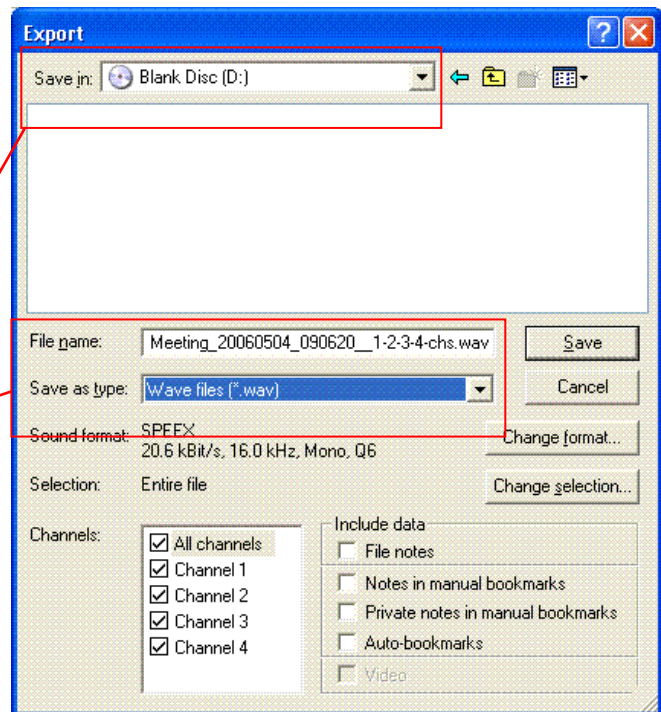 Export
Save in: Blank Disc (D:)
File name: Meeting_20060504_090620__1-2-3-4-chs.wav Save
Save as type: Wave files (*.wav) Cancel
Sound format: SPEEX Change format...
20.6 kBit/s, 16.0 kHz, Mono, Q6
Selection: Entire file Change selection...
Channels:
All channels
Channel 1
Channel 2
Channel 3
Channel 4
Include data
File notes
Notes in manual bookmarks
Private notes in manual bookmarks
Auto-bookmarks
Video